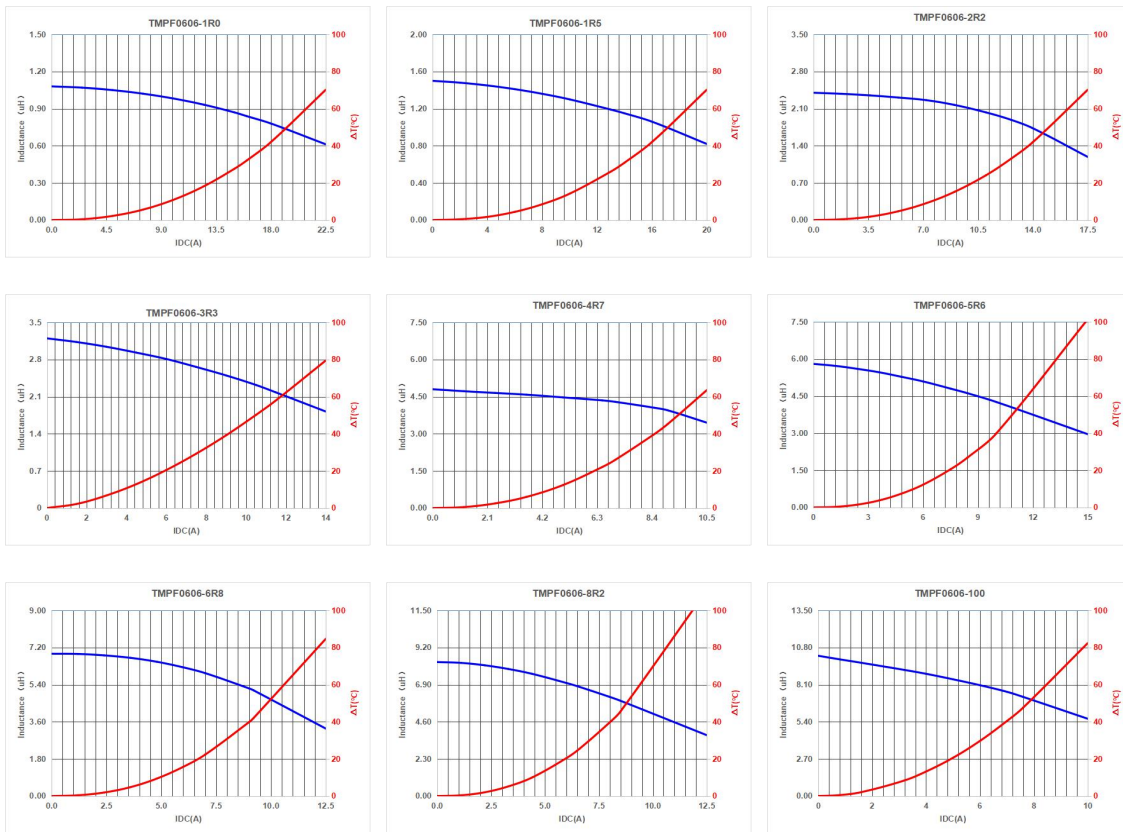 TMPF0606-1R0
1.50 1.20 0.90 0.60 0.30 0.00
Inductance (uH)
100 80 60 40 20 0
ΔT(℃)
0.0 4.5 9.0 13.5 18.0 22.5
IDC(A)
TMPF0606-1R5
2.00 1.60 1.20 0.80 0.40 0.00
Inductance (uH)
100 80 60 40 20 0
ΔT(℃)
0 4 8 12 16 20
IDC(A)
TMPF0606-2R2
3.50 2.80 2.10 1.40 0.70 0.00
Inductance (uH)
100 80 60 40 20 0
ΔT(℃)
0.0 3.5 7.0 10.5 14.0 17.5
IDC(A)
TMPF0606-3R3
3.5 2.8 2.1 1.4 0.7 0
Inductance (uH)
100 80 60 40 20 0
ΔT(℃)
0 2 4 6 8 10 12 14
IDC(A)
TMPF0606-4R7
7.50 6.00 4.50 3.00 1.50 0.00
Inductance (uH)
100 80 60 40 20 0
ΔT(℃)
0.0 2.1 4.2 6.3 8.4 10.5
IDC(A)
TMPF0606-5R6
7.50 6.00 4.50 3.00 1.50 0.00
Inductance (uH)
100 80 60 40 20 0
ΔT(℃)
0 3 6 9 12 15
IDC(A)
TMPF0606-6R8
9.00 7.20 5.40 3.60 1.80 0.00
Inductance (uH)
100 80 60 40 20 0
ΔT(℃)
0.0 2.5 5.0 7.5 10.0 12.5
IDC(A)
TMPF0606-8R2
11.50 9.20 6.90 4.60 2.30 0.00
Inductance (uH)
100 80 60 40 20 0
ΔT(℃)
0.0 2.5 5.0 7.5 10.0 12.5
IDC(A)
TMPF0606-100
13.50 10.80 8.10 5.40 2.70 0.00
Inductance (uH)
100 80 60 40 20 0
ΔT(℃)
0 2 4 6 8 10
IDC(A)